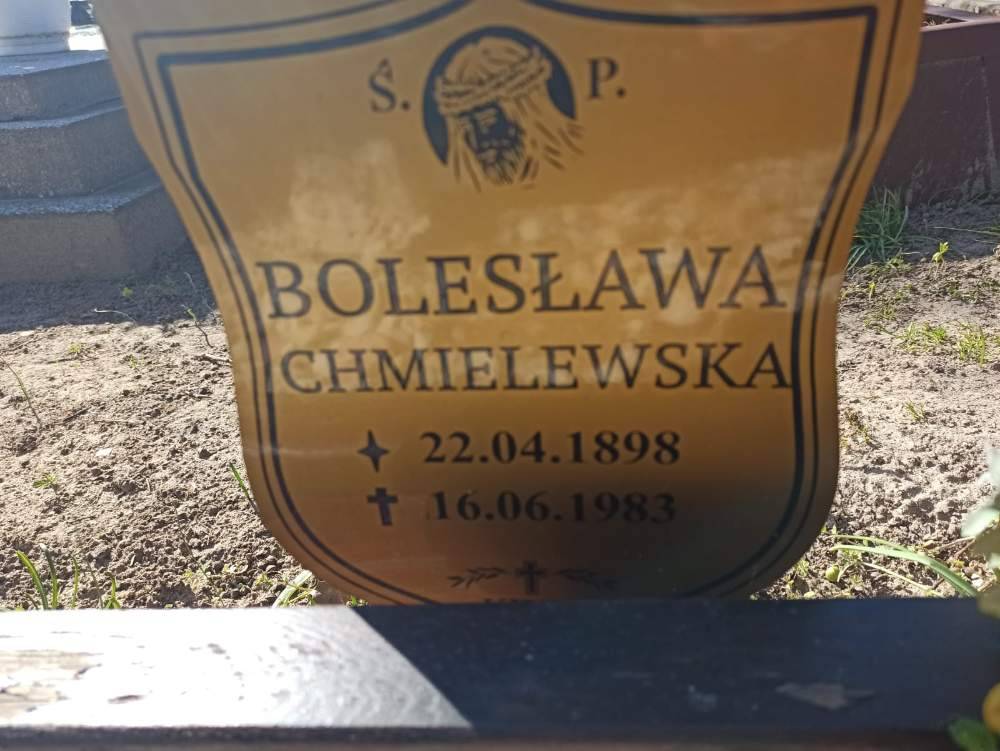 Ś. P.
BOLESŁAWA
CHMIELEWSKA
22.04.1898
16.06.1983